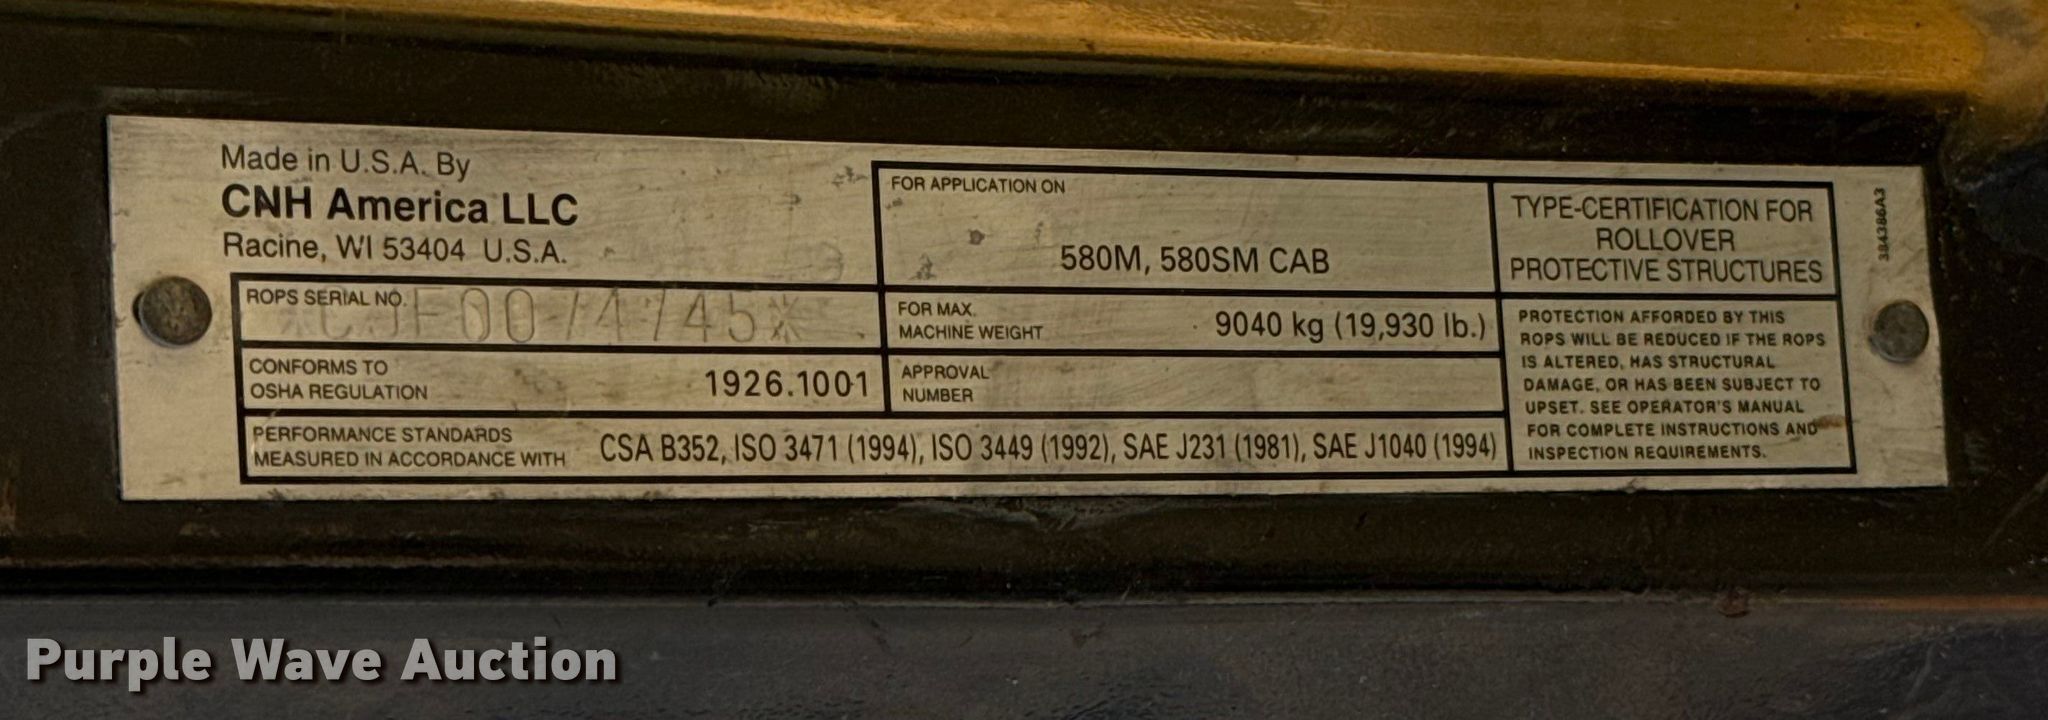 Made in U.S.A. By
CNH America LLC
Racine, WI 53404 U.S.A.
ROPS SERIAL NO.
*CJF0074745*
CONFORMS TO
OSHA REGULATION
1926.1001
PERFORMANCE STANDARDS
MEASURED IN ACCORDANCE WITH
CSA B352, ISO 3471 (1994), ISO 3449 (1992), SAE J231 (1981), SAE J1040 (1994)
FOR APPLICATION ON
580M, 580SM CAB
FOR MAX.
MACHINE WEIGHT
9040 kg (19,930 lb.)
APPROVAL
NUMBER
TYPE-CERTIFICATION FOR
ROLLOVER
PROTECTIVE STRUCTURES
PROTECTION AFFORDED BY THIS
ROPS WILL BE REDUCED IF THE ROPS
IS ALTERED, HAS STRUCTURAL
DAMAGE, OR HAS BEEN SUBJECT TO
UPSET. SEE OPERATOR'S MANUAL
FOR COMPLETE INSTRUCTIONS AND
INSPECTION REQUIREMENTS.
384386A3
Purple Wave Auction